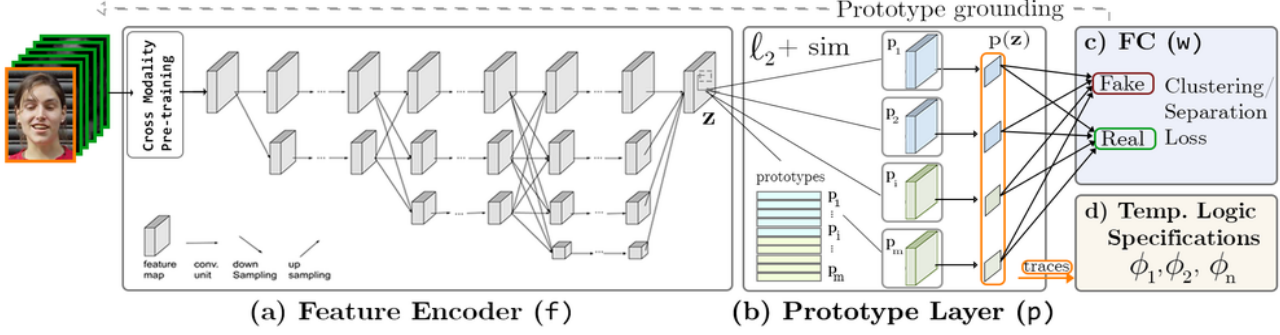 Prototype grounding
Cross Modality
Pre-training
feature
map
conv.
unit
down
Sampling
up
sampling
z
(a) Feature Encoder (f)
ℓ₂+ sim
p₁
p₂
pᵢ
pₘ
p(z)
prototypes
p₁
⋮
pᵢ
⋮
pₘ
(b) Prototype Layer (p)
c) FC (w)
Fake
Real
Clustering/
Separation
Loss
traces
d) Temp. Logic
Specifications
ϕ₁,ϕ₂, ϕₙ